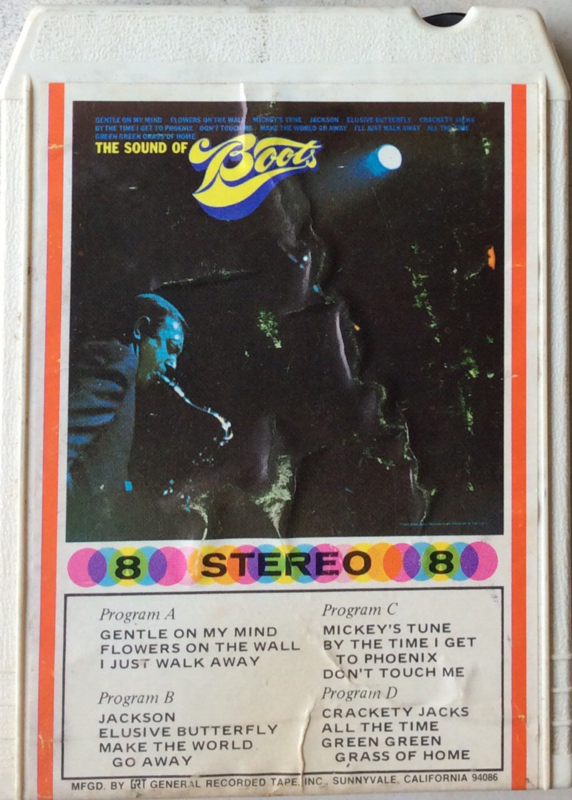 GENTLE ON MY MIND FLOWERS ON THE WALL MICKEY'S TUNE JACKSON ELUSIVE BUTTERFLY CRACKETY JACKS
BY THE TIME I GET TO PHOENIX DON'T TOUCH ME MAKE THE WORLD GO AWAY I'LL JUST WALK AWAY ALL THE TIME
GREEN GREEN GRASS OF HOME
THE SOUND OF Boots
8 STEREO 8
Program A
GENTLE ON MY MIND
FLOWERS ON THE WALL
I JUST WALK AWAY
Program B
JACKSON
ELUSIVE BUTTERFLY
MAKE THE WORLD
GO AWAY
Program C
MICKEY'S TUNE
BY THE TIME I GET
TO PHOENIX
DON'T TOUCH ME
Program D
CRACKETY JACKS
ALL THE TIME
GREEN GREEN
GRASS OF HOME
MFGD. BY GRT GENERAL RECORDED TAPE, INC., SUNNYVALE, CALIFORNIA 94086